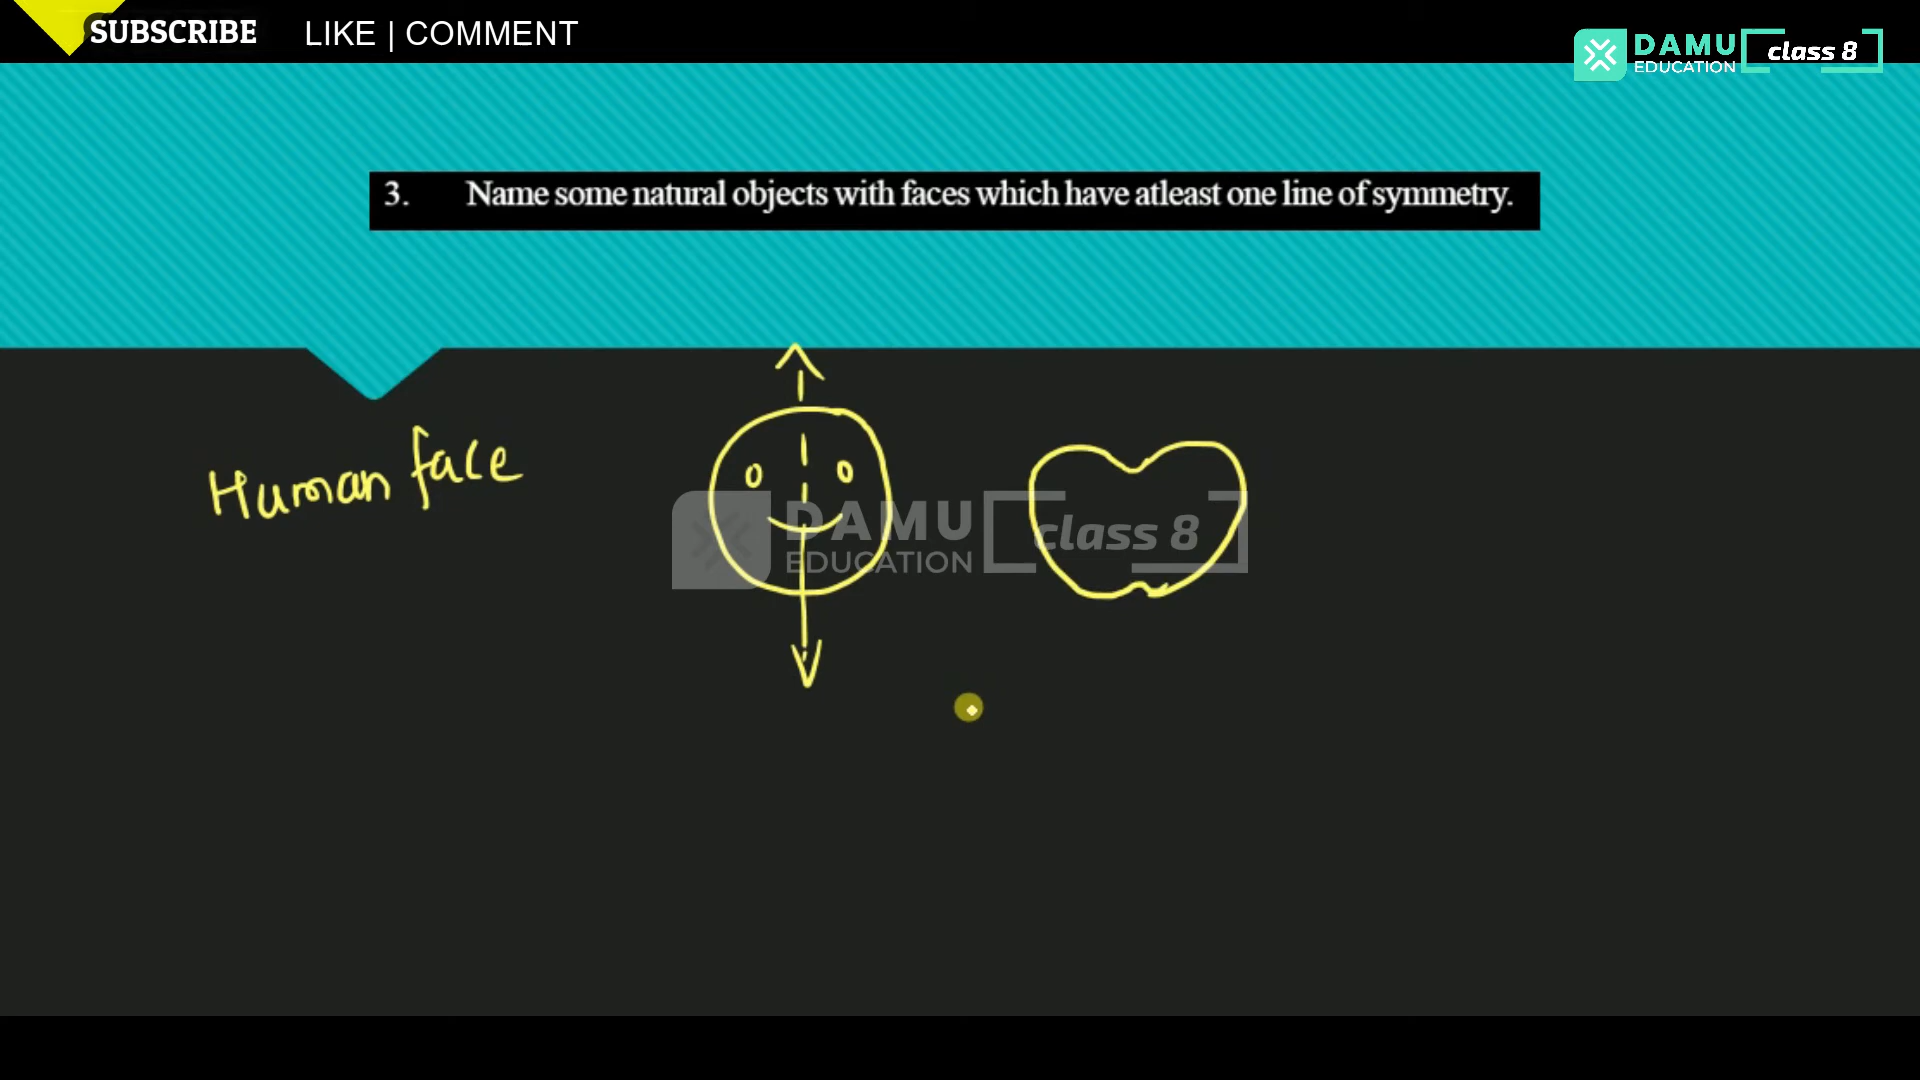 SUBSCRIBE LIKE | COMMENT
DAMU EDUCATION class 8
3. Name some natural objects with faces which have atleast one line of symmetry.
Human face
DAMU EDUCATION class 8